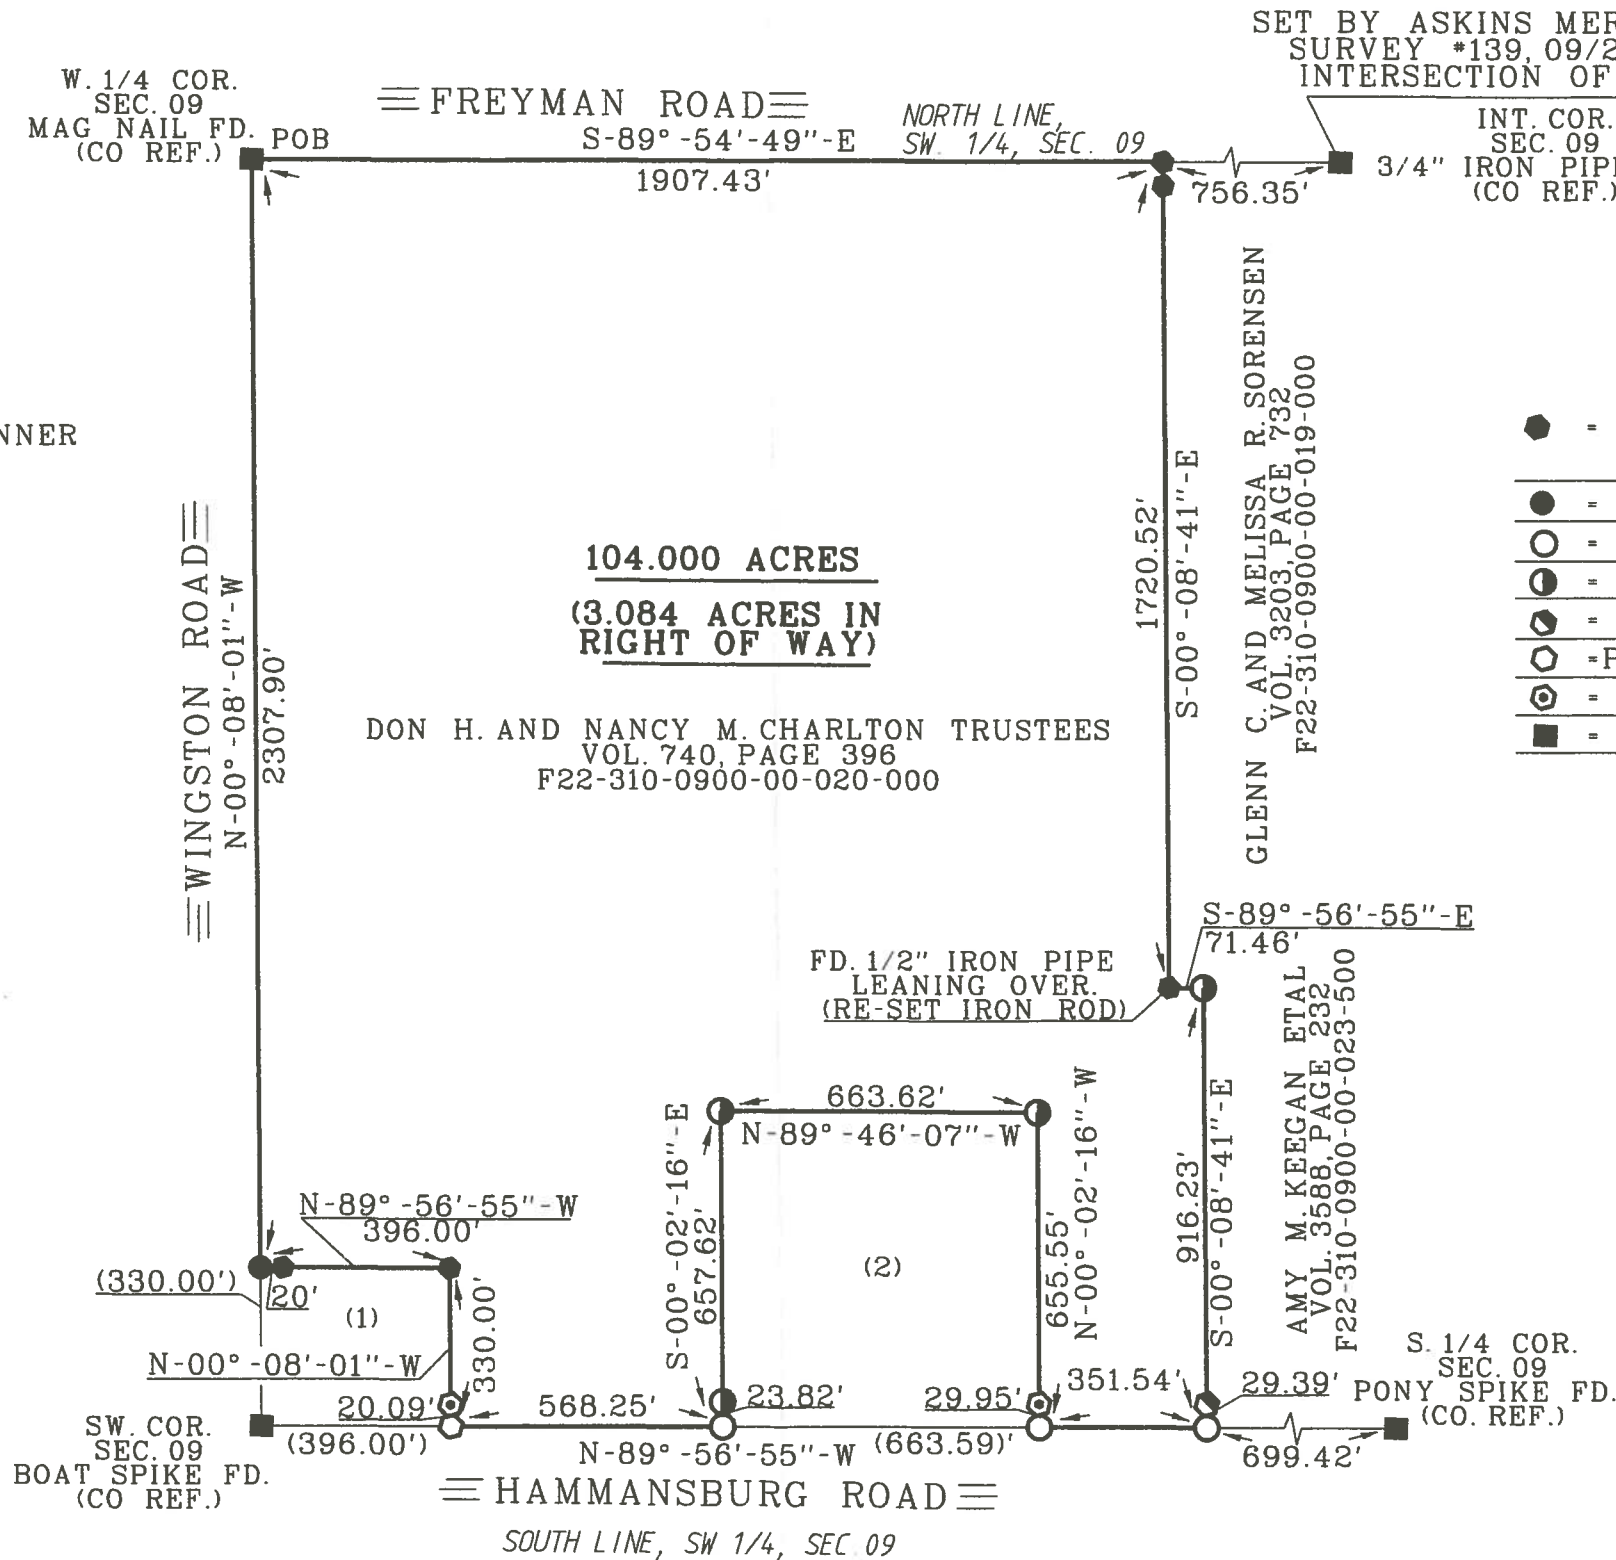 SET BY ASKINS MER
SURVEY #139, 09/2
INTERSECTION OF
W. 1/4 COR.
SEC. 09
MAG NAIL FD.
(CO REF.)
POB
FREYMAN ROAD
S-89°-54'-49"-E
1907.43'
NORTH LINE,
SW. 1/4, SEC. 09
756.35'
INT. COR.
SEC. 09
3/4" IRON PIPE
(CO REF.)
NNER
WINGSTON ROAD
N-00°-08'-01"-W
2307.90'
104.000 ACRES
(3.084 ACRES IN
RIGHT OF WAY)
DON H. AND NANCY M. CHARLTON TRUSTEES
VOL. 740, PAGE 396
F22-310-0900-00-020-000
1720.52'
S-00°-08'-41"-E
GLENN C. AND MELISSA R. SORENSEN
VOL. 3203, PAGE 732
F22-310-0900-00-019-000
=
=
=
=
=
=P
=
=
S-89°-56'-55"-E
71.46'
FD. 1/2" IRON PIPE
LEANING OVER.
(RE-SET IRON ROD)
663.62'
N-89°-46'-07"-W
S-00°-02'-16"-E
657.62'
(2)
655.55'
N-00°-02'-16"-W
916.23'
S-00°-08'-41"-E
AMY M. KEEGAN ETAL
VOL. 3588, PAGE 232
F22-310-0900-00-023-500
N-89°-56'-55"-W
396.00'
(330.00')
20'
(1)
N-00°-08'-01"-W
330.00'
20.09'
(396.00')
568.25'
23.82'
29.95'
351.54'
29.39'
S. 1/4 COR.
SEC. 09
PONY SPIKE FD.
(CO. REF.)
699.42'
SW. COR.
SEC. 09
BOAT SPIKE FD.
(CO REF.)
N-89°-56'-55"-W
(663.59)'
HAMMANSBURG ROAD
SOUTH LINE, SW 1/4, SEC. 09